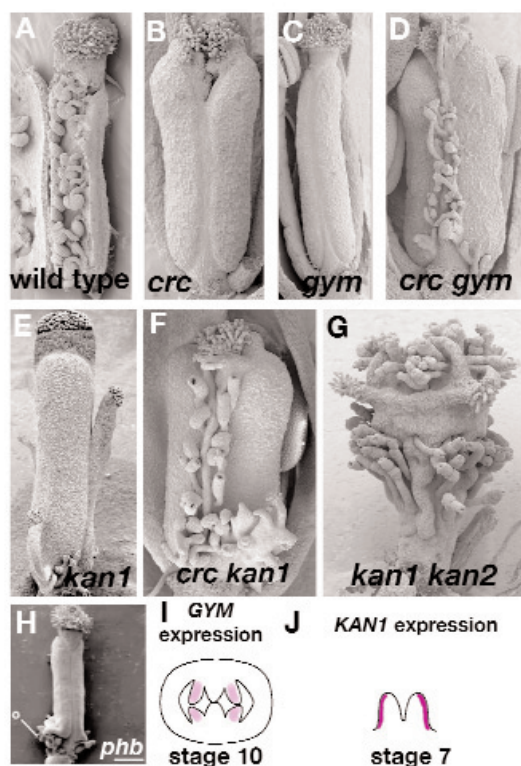 A
B
C
D
wild type
crc
gym
crc gym
E
F
G
kan1
crc kan1
kan1 kan2
H
phb
I GYM
expression
stage 10
J KAN1 expression
stage 7